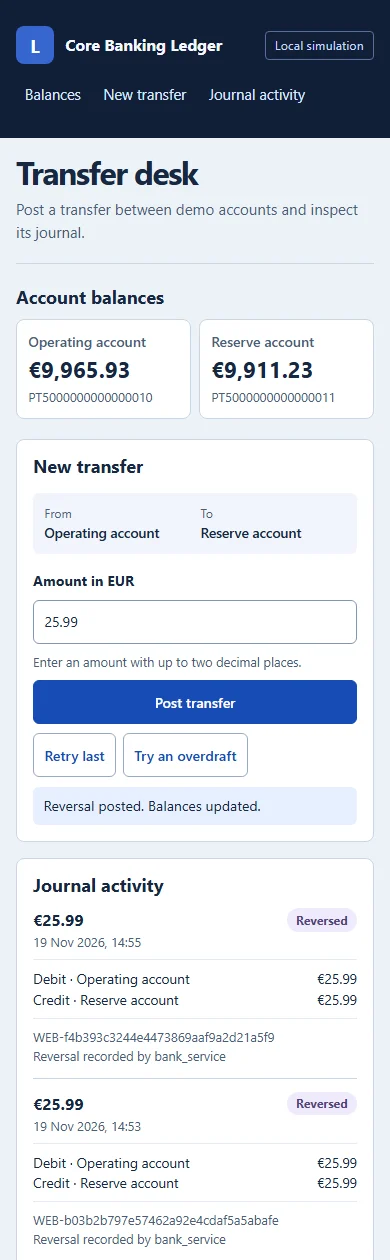 L Core Banking Ledger Local simulation
Balances New transfer Journal activity
Transfer desk
Post a transfer between demo accounts and inspect
its journal.
Account balances
Operating account
€9,965.93
PT5000000000000010
Reserve account
€9,911.23
PT5000000000000011
New transfer
From
Operating account
To
Reserve account
Amount in EUR
25.99
Enter an amount with up to two decimal places.
Post transfer
Retry last Try an overdraft
Reversal posted. Balances updated.
Journal activity
€25.99 Reversed
19 Nov 2026, 14:55
Debit · Operating account €25.99
Credit · Reserve account €25.99
WEB-f4b393c3244e4473869aaf9a2d21a5f9
Reversal recorded by bank_service
€25.99 Reversed
19 Nov 2026, 14:53
Debit · Operating account €25.99
Credit · Reserve account €25.99
WEB-b03b2b797e57462a92e4cdaf5a5abafe
Reversal recorded by bank_service